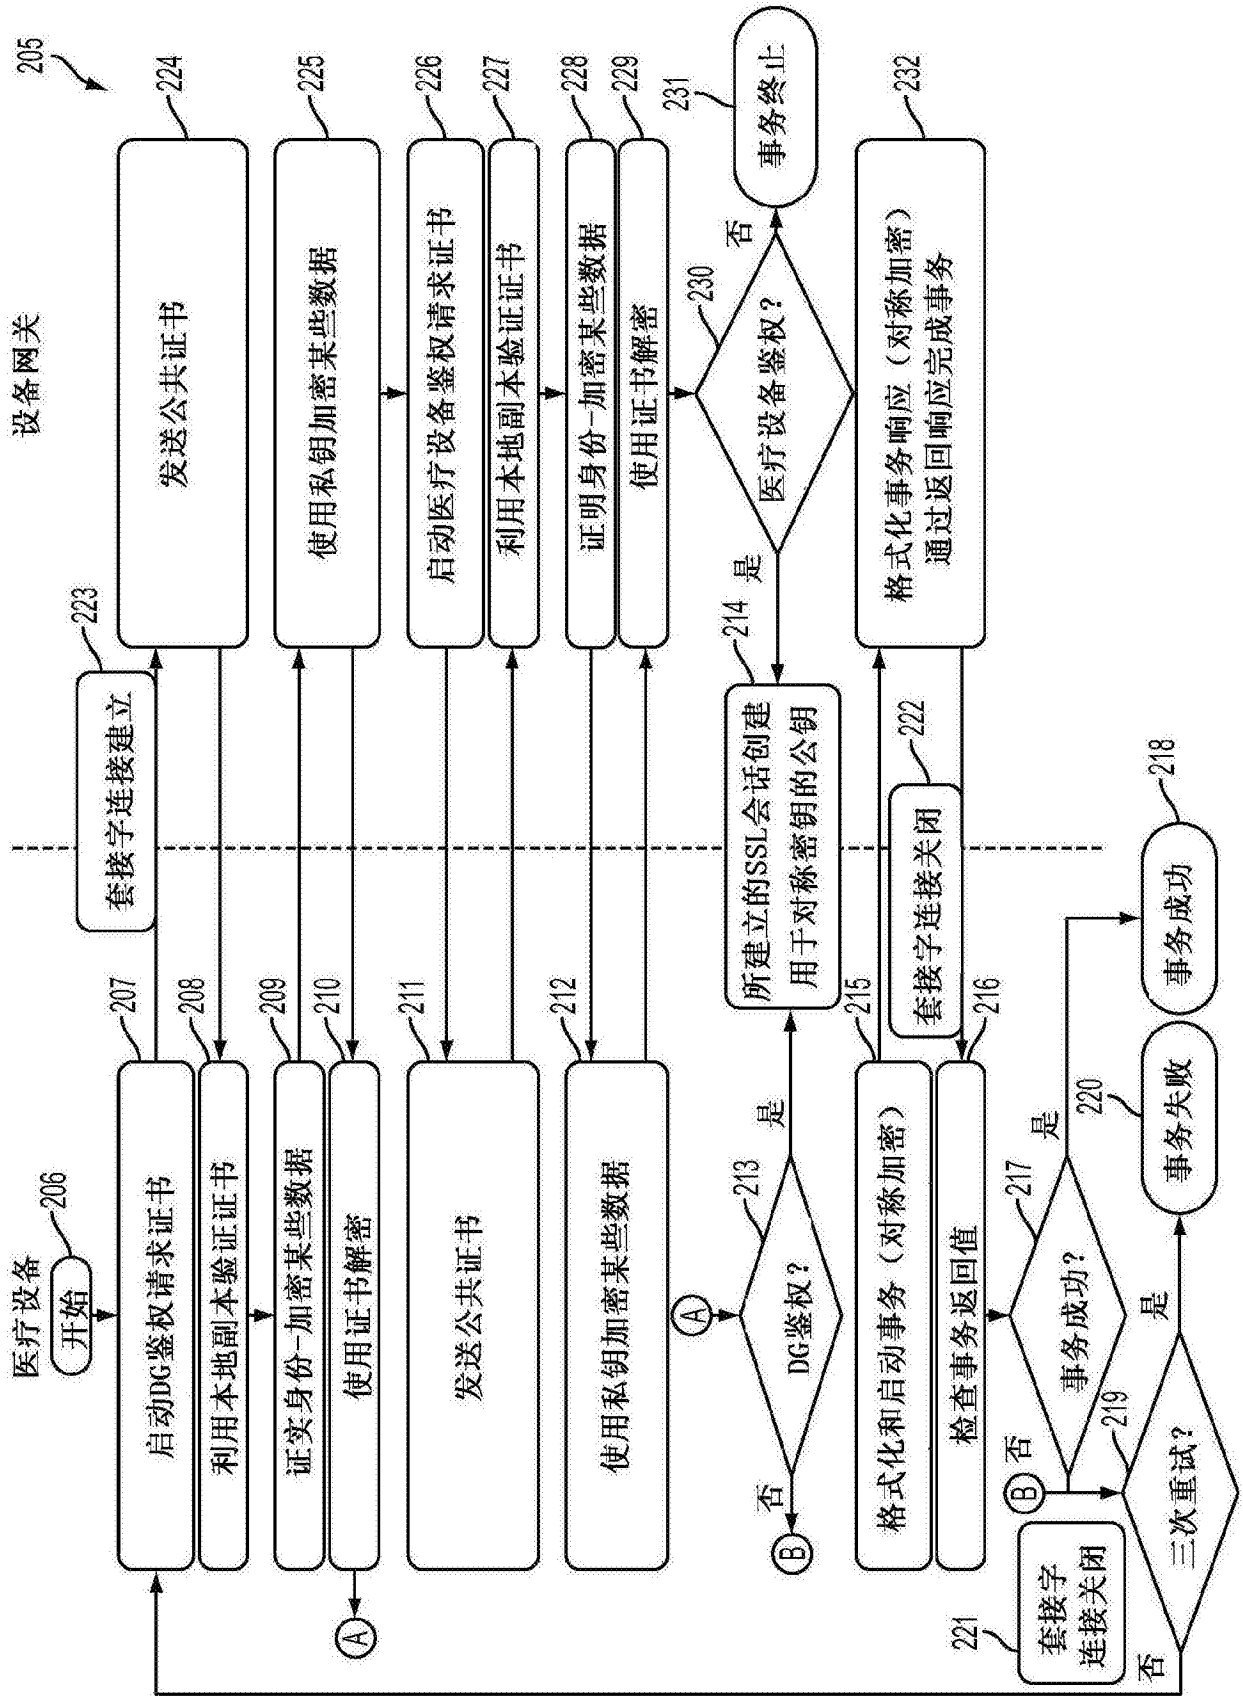 205
医疗设备
设备网关
开始
206
套接字连接建立
223
启动DG鉴权请求证书
207
发送公共证书
224
利用本地副本验证证书
208
证实身份-加密某些数据
209
使用私钥加密某些数据
225
使用证书解密
210
A
发送公共证书
211
启动医疗设备鉴权请求证书
226
利用本地副本验证证书
227
使用私钥加密某些数据
212
证明身份-加密某些数据
228
使用证书解密
229
A
DG鉴权?
213
否
B
是
所建立的SSL会话创建
用于对称密钥的公钥
214
是
医疗设备鉴权?
230
否
事务终止
231
格式化和启动事务（对称加密）
215
格式化事务响应（对称加密）
通过返回响应完成事务
232
套接字连接关闭
222
检查事务返回值
216
事务成功?
217
否
是
B
事务成功
218
套接字
连接关闭
221
三次重试?
219
否
是
事务失败
220